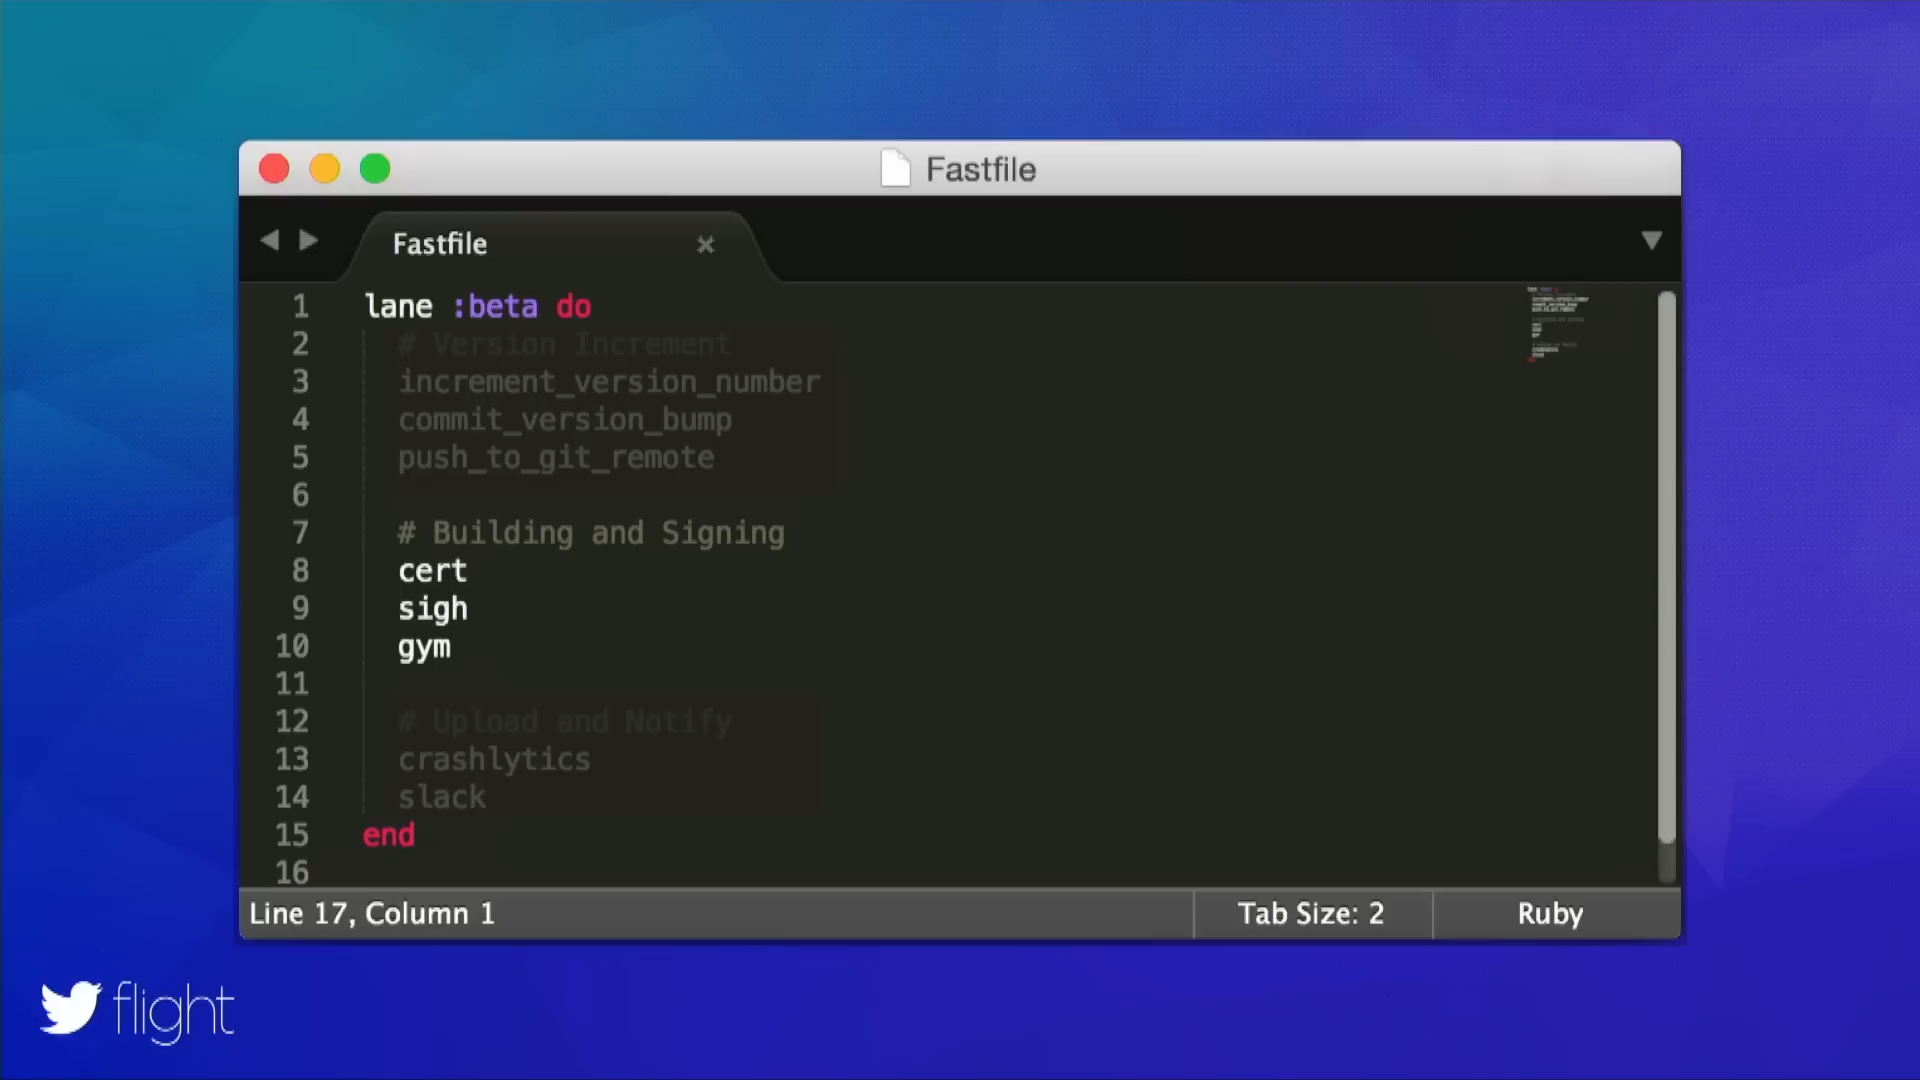 Fastfile
Fastfile
1 lane :beta do
2 # Version Increment
3 increment_version_number
4 commit_version_bump
5 push_to_git_remote
6
7 # Building and Signing
8 cert
9 sigh
10 gym
11
12 # Upload and Notify
13 crashlytics
14 slack
15 end
16
Line 17, Column 1
Tab Size: 2
Ruby
flight